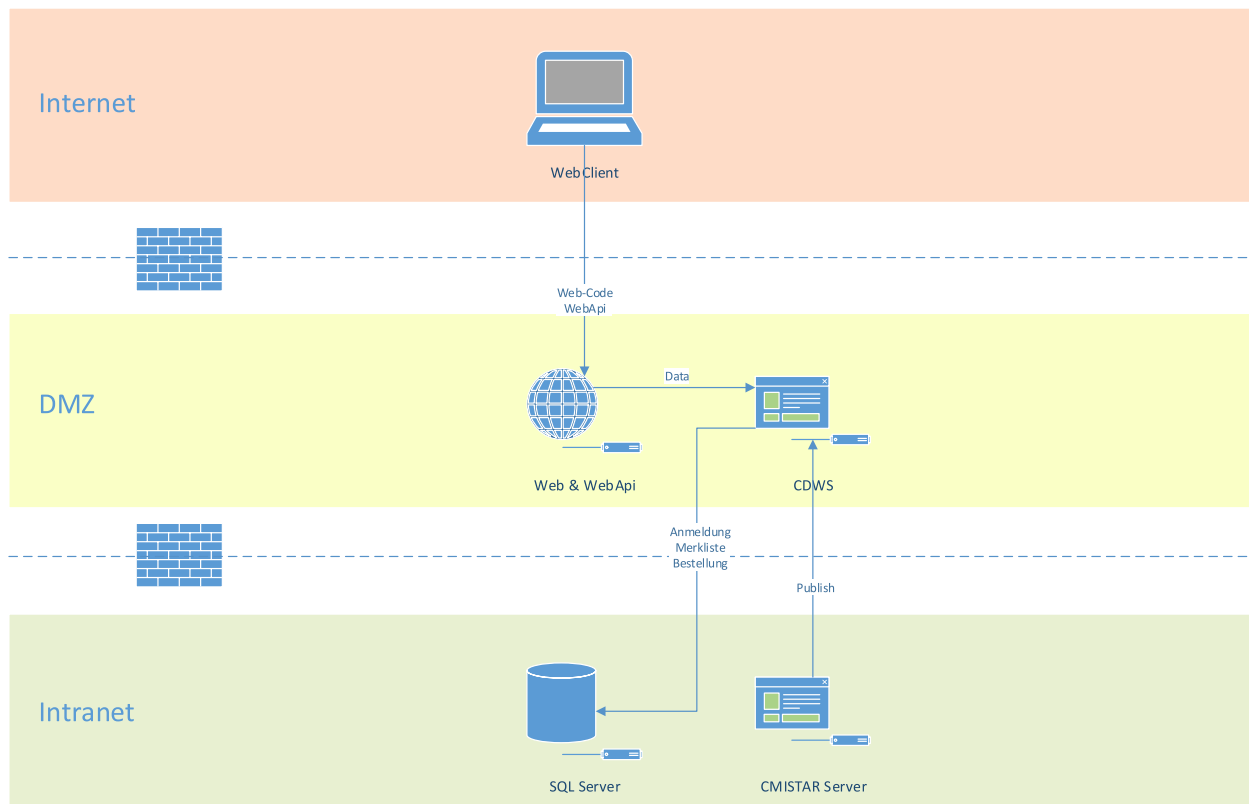 Internet
WebClient
Web-Code
WebApi
DMZ
Data
Web & WebApi
CDWS
Anmeldung
Merkliste
Bestellung
Publish
Intranet
SQL Server
CMISTAR Server